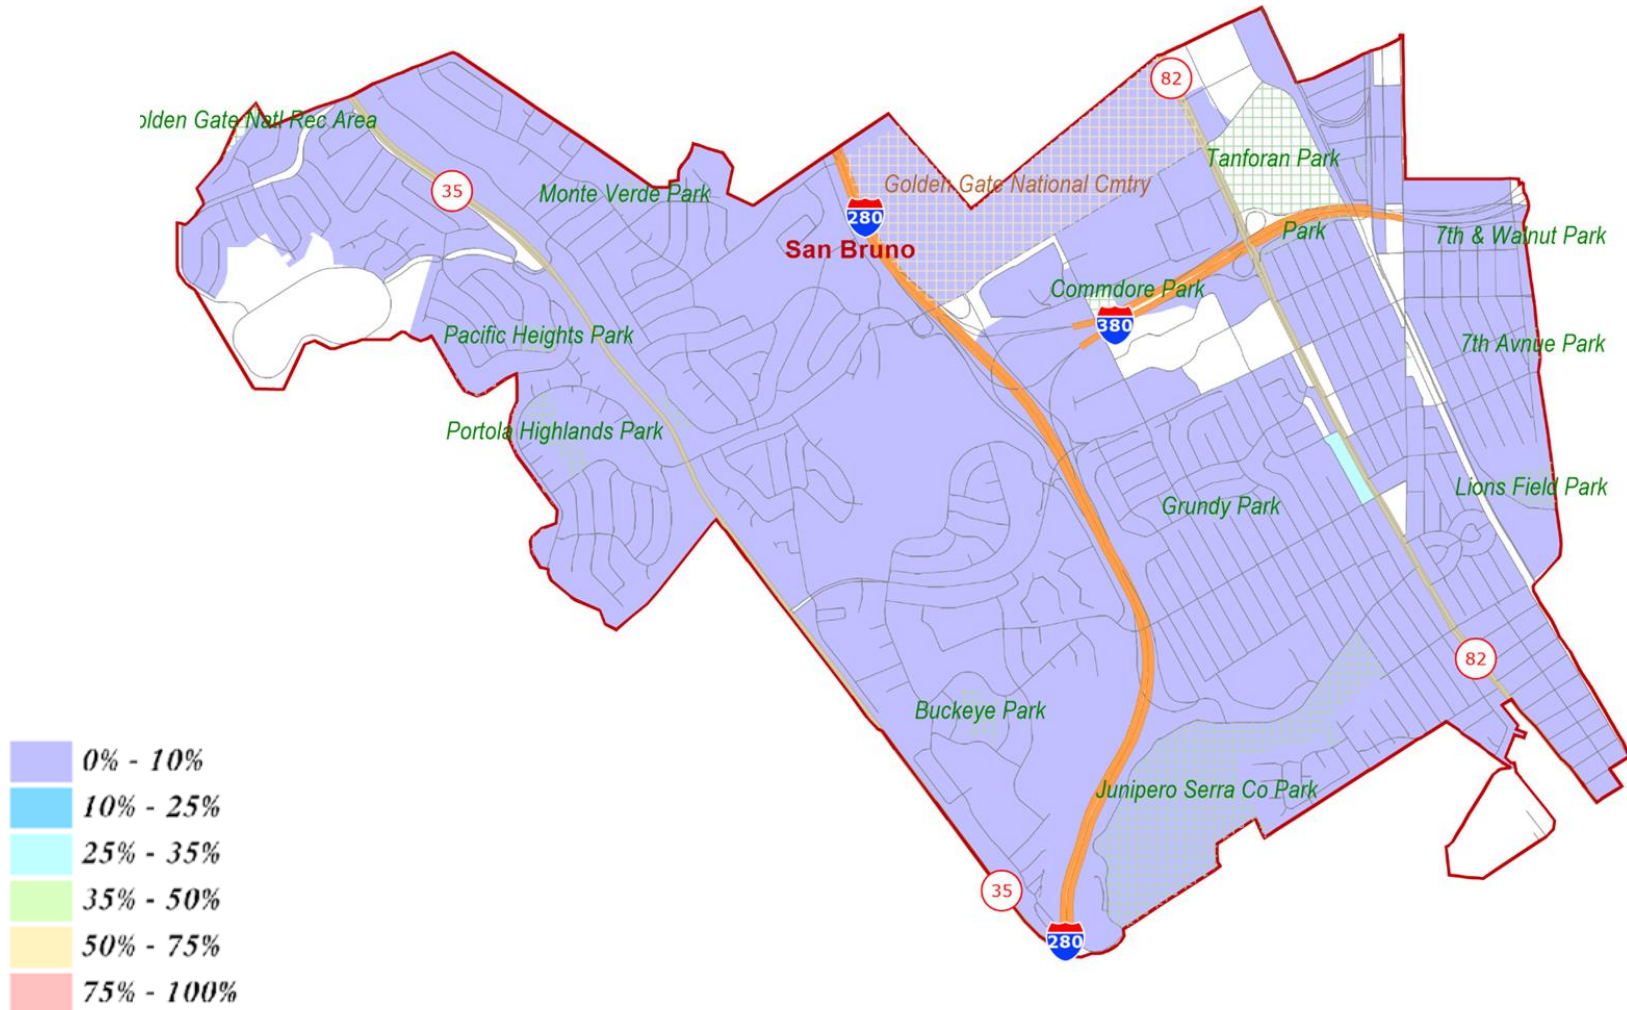 82
olden Gate Natl Rec Area
Tanforan Park
35
Monte Verde Park
Golden Gate National Cmtry
280
San Bruno
Park
7th & Walnut Park
Commdore Park
380
Pacific Heights Park
7th Avnue Park
Portola Highlands Park
Lions Field Park
Grundy Park
82
Buckeye Park
Junipero Serra Co Park
35
280
0% - 10%
10% - 25%
25% - 35%
35% - 50%
50% - 75%
75% - 100%